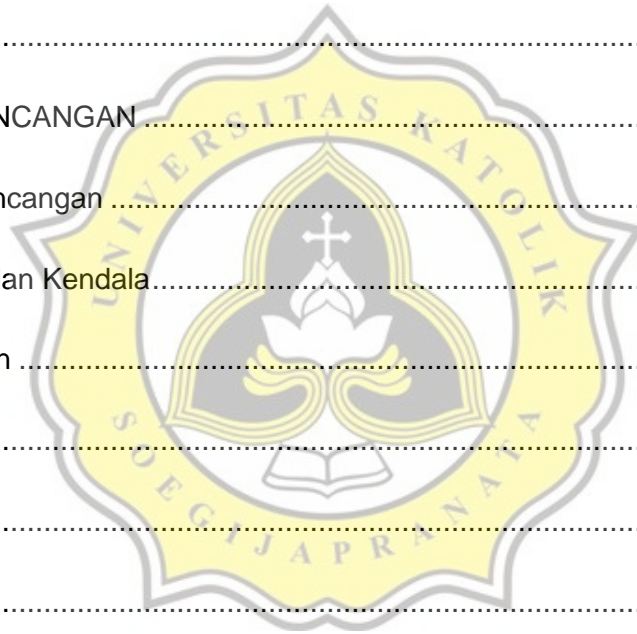 ..................................................
NCANGAN ..................................................
ncangan ..................................................
an Kendala..................................................
n ..................................................
..................................................
..................................................
..................................................
UNIVERSITAS KATOLIK
SOEGIJAPRANATA